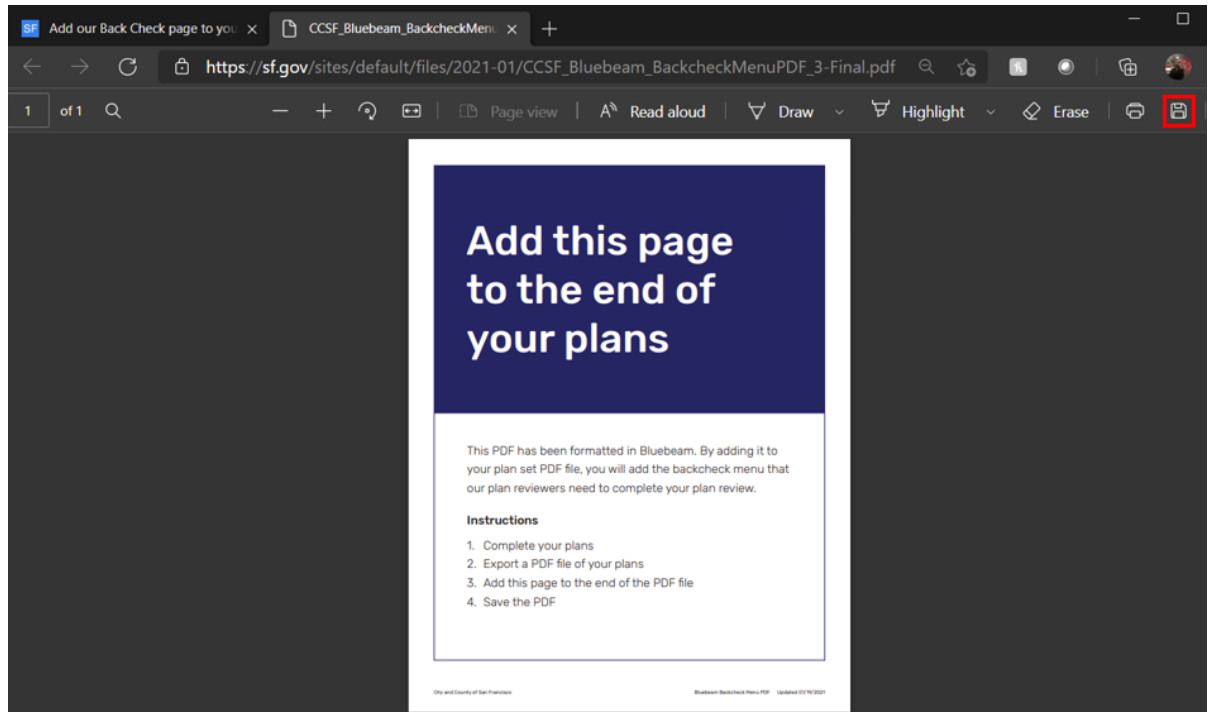 SF Add our Back Check page to you CCSF_Bluebeam_BackcheckMenu
https://sf.gov/sites/default/files/2021-01/CCSF_Bluebeam_BackcheckMenuPDF_3-Final.pdf
1 of 1 Page view Read aloud Draw Highlight Erase
Add this page
to the end of
your plans
This PDF has been formatted in Bluebeam. By adding it to
your plan set PDF file, you will add the backcheck menu that
our plan reviewers need to complete your plan review.
Instructions
1. Complete your plans
2. Export a PDF file of your plans
3. Add this page to the end of the PDF file
4. Save the PDF
City and County of San Francisco Bluebeam Backcheck Menu PDF Updated 01/19/2021